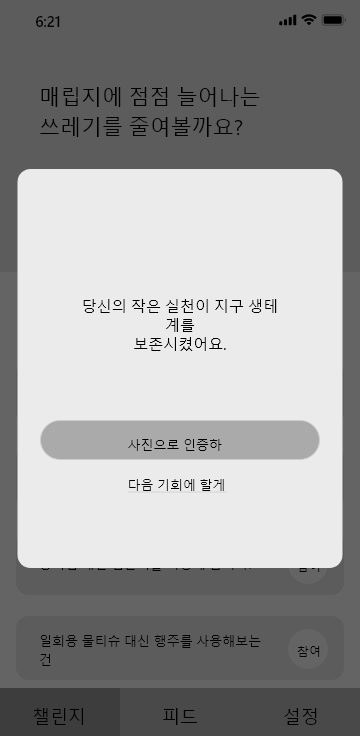 6:21
매립지에 점점 늘어나는
쓰레기를 줄여볼까요?
당신의 작은 실천이 지구 생테
계를
보존시켰어요.
사진으로 인증하
다음 기회에 할게
일회용 물티슈 대신 행주를 사용해보는
건
참여
챌린지
피드
설정